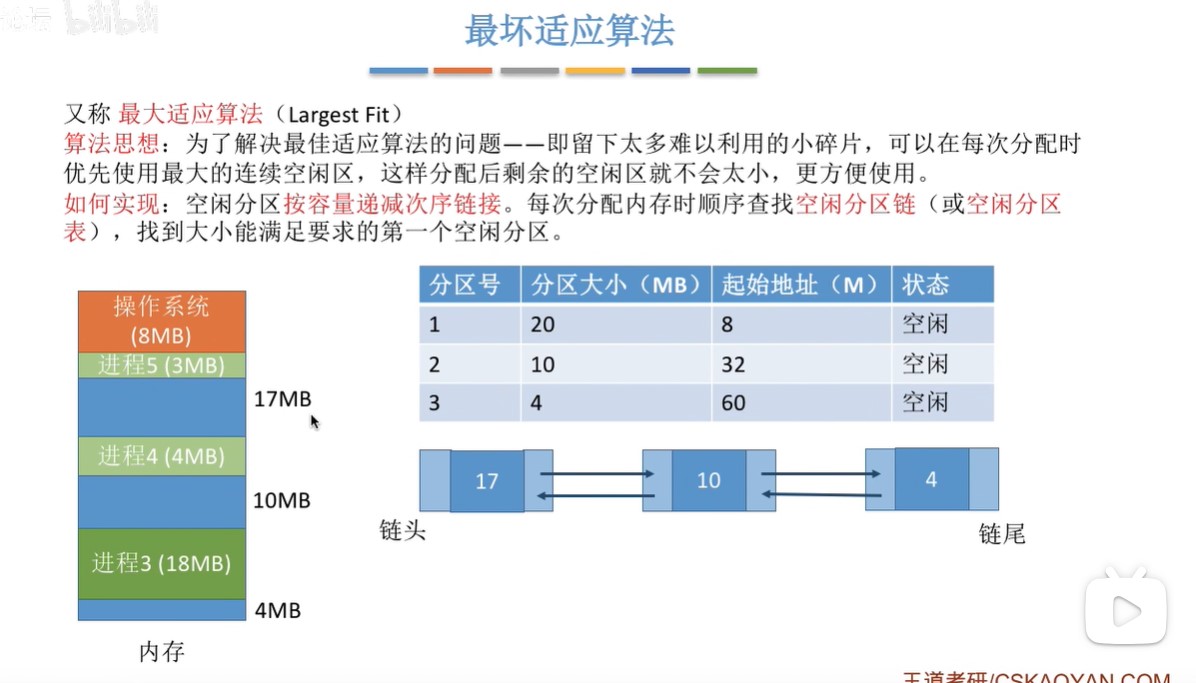 最坏适应算法
又称 最大适应算法（Largest Fit）
算法思想：为了解决最佳适应算法的问题——即留下太多难以利用的小碎片，可以在每次分配时
优先使用最大的连续空闲区，这样分配后剩余的空闲区就不会太小，更方便使用。
如何实现：空闲分区按容量递减次序链接。每次分配内存时顺序查找空闲分区链（或空闲分区
表），找到大小能满足要求的第一个空闲分区。
操作系统
(8MB)
进程5 (3MB)
17MB
进程4 (4MB)
10MB
进程3 (18MB)
4MB
内存
分区号 分区大小（MB） 起始地址（M） 状态
1 20 8 空闲
2 10 32 空闲
3 4 60 空闲
17 10 4
链头 链尾
王道考研/CSKAOYAN.COM